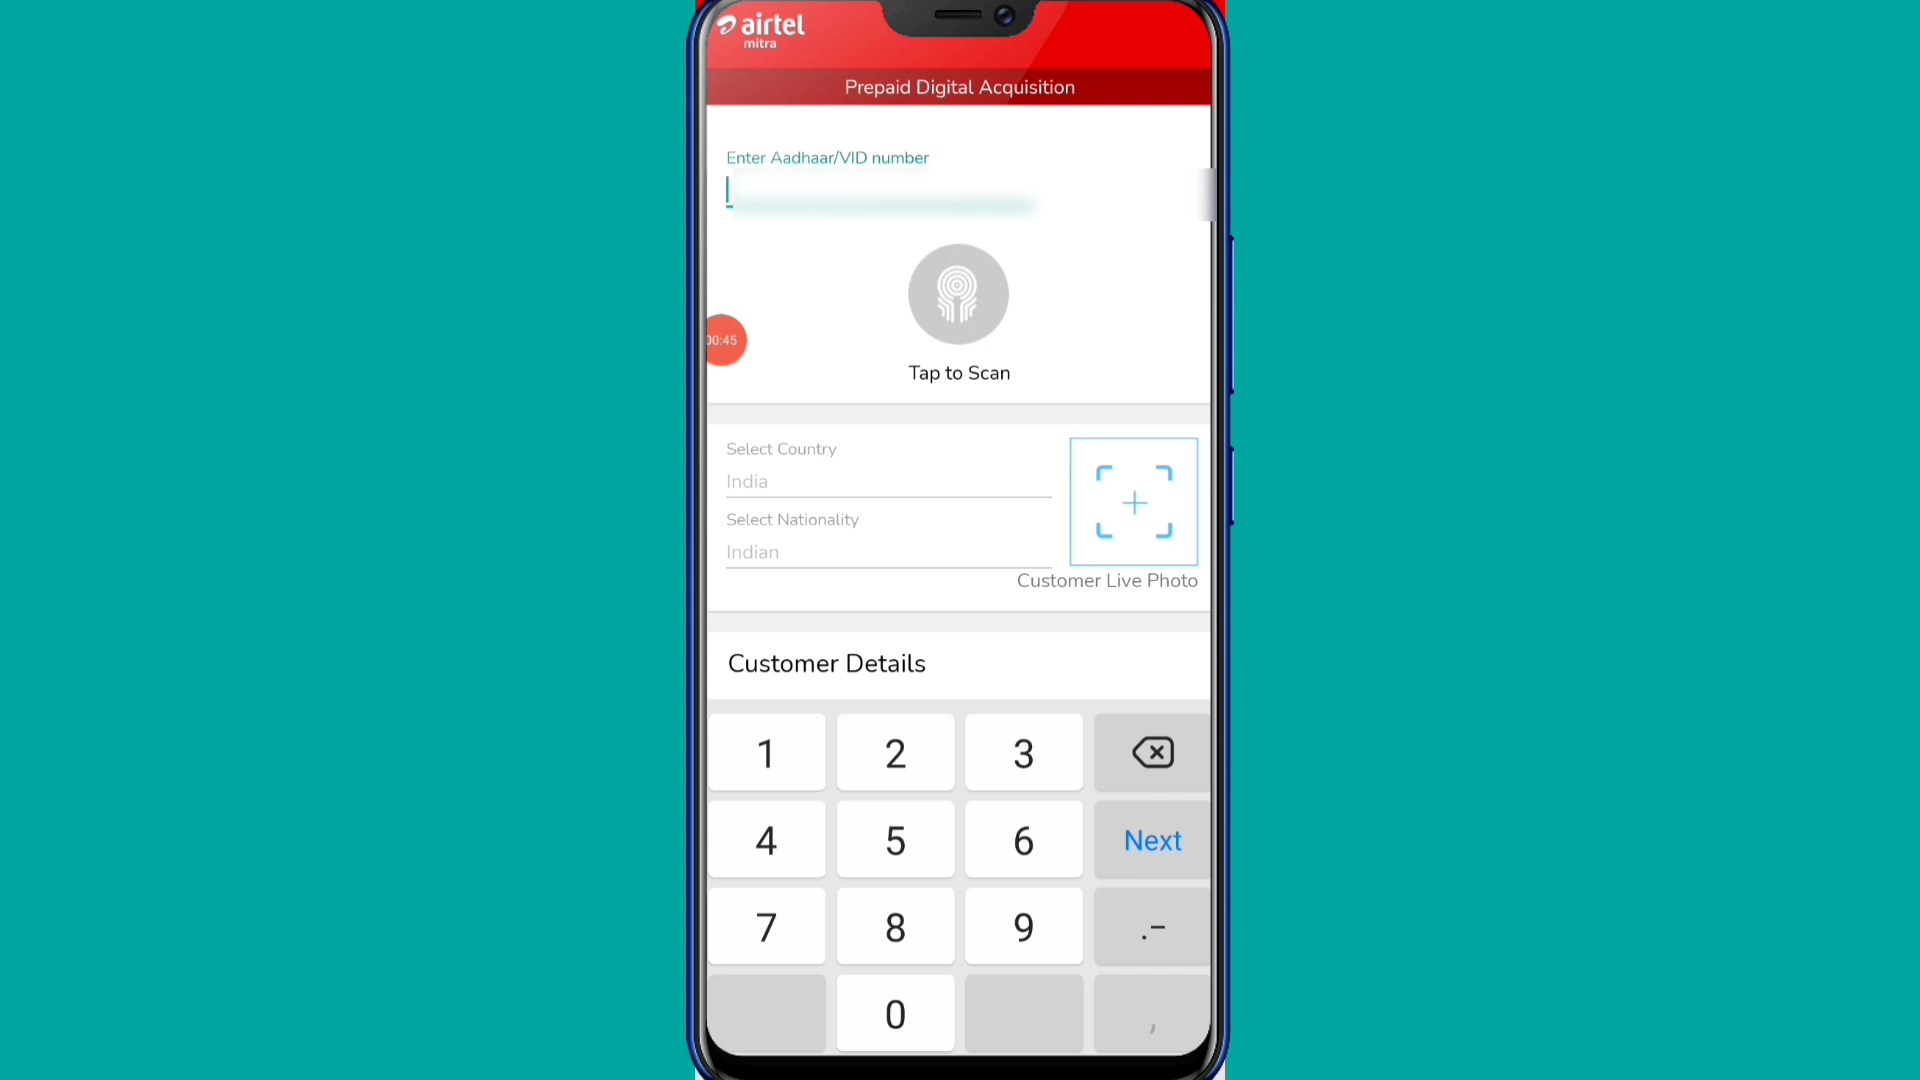 airtel
mitra
Prepaid Digital Acquisition
Enter Aadhaar/VID number
00:45
Tap to Scan
Select Country
India
Select Nationality
Indian
Customer Live Photo
Customer Details
1 2 3
4 5 6 Next
7 8 9 .-
0 ,